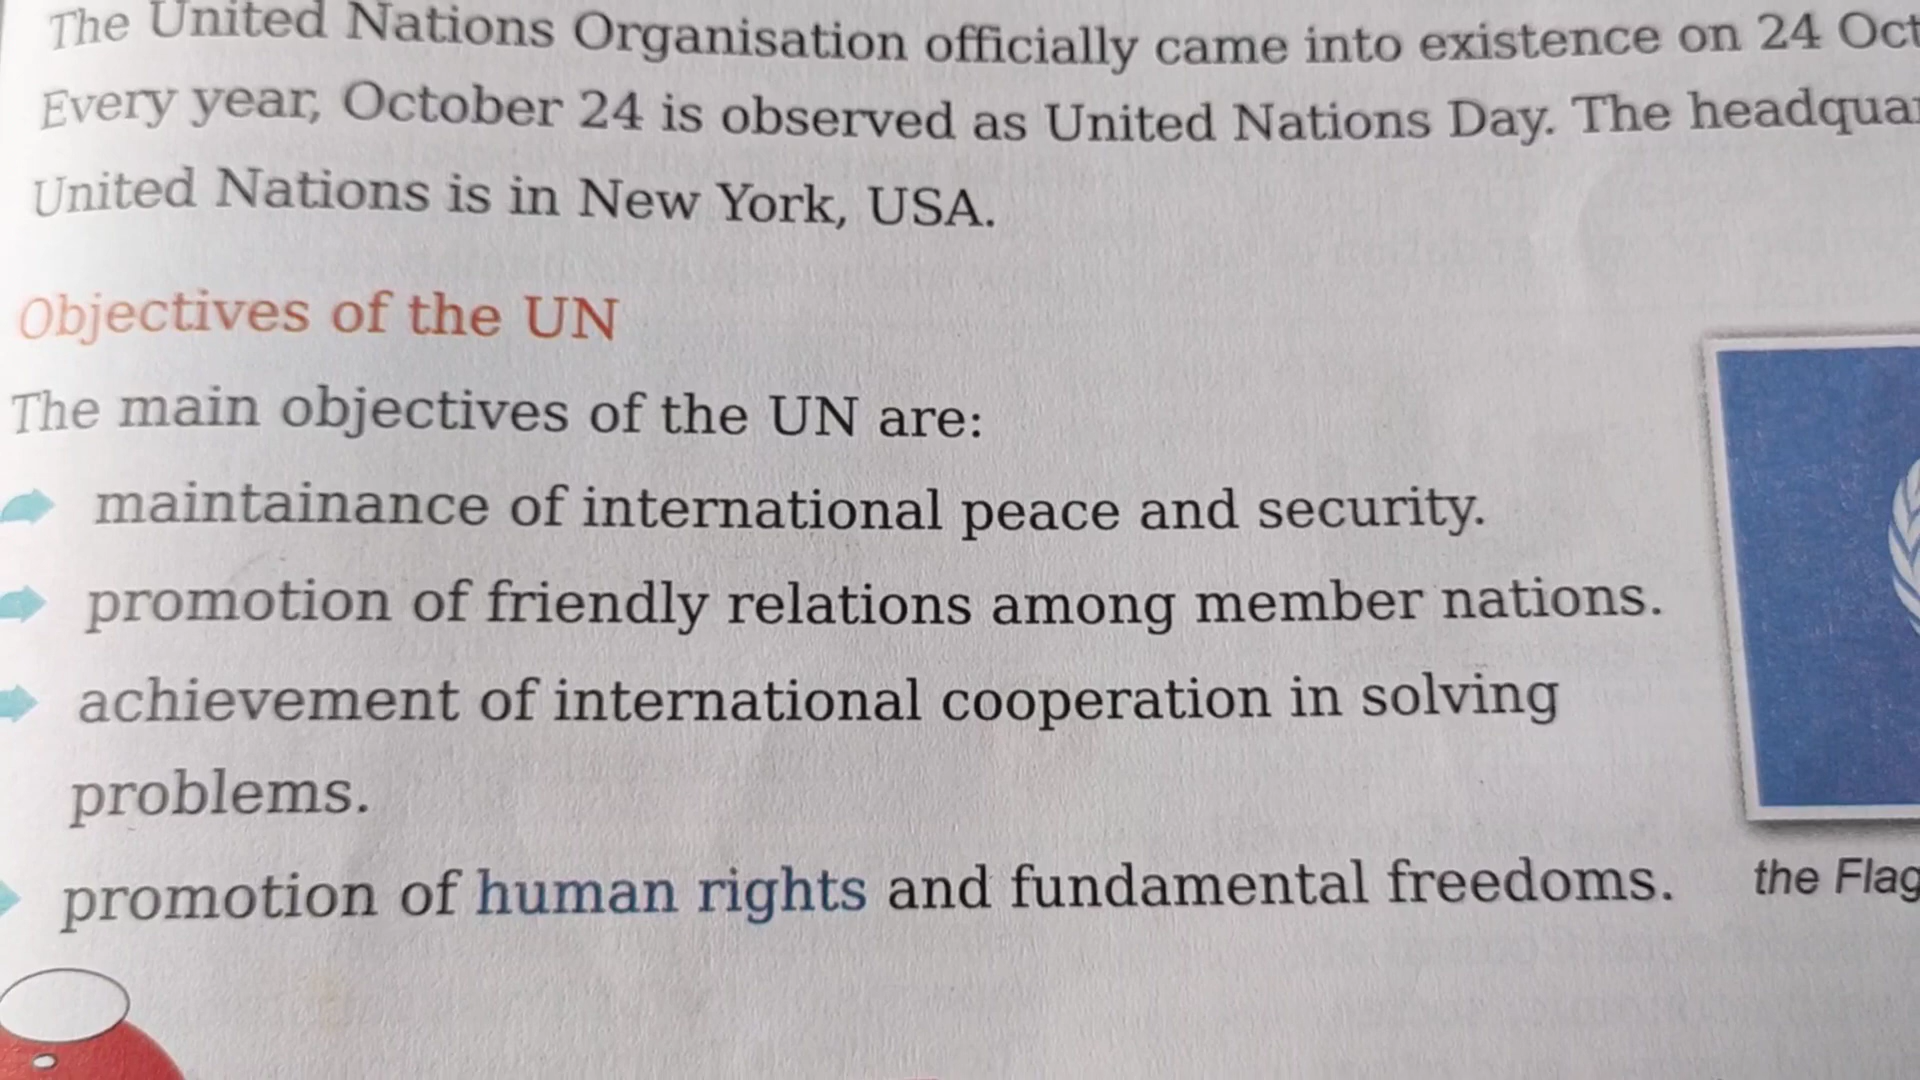 The United Nations Organisation officially came into existence on 24 Oct
Every year, October 24 is observed as United Nations Day. The headquar
United Nations is in New York, USA.
Objectives of the UN
The main objectives of the UN are:
maintainance of international peace and security.
promotion of friendly relations among member nations.
achievement of international cooperation in solving
problems.
promotion of human rights and fundamental freedoms.
the Flag